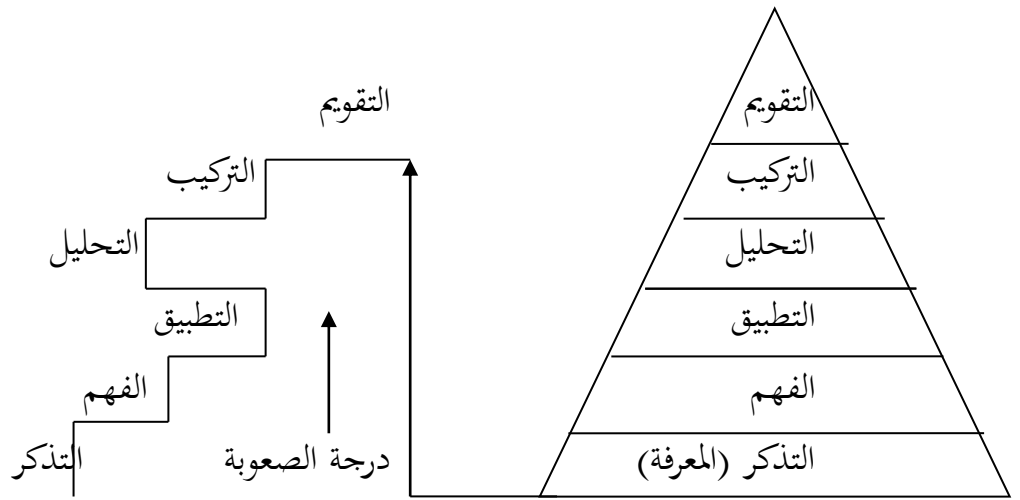 التقويم
التركيب
التحليل
التطبيق
الفهم
التذكر (المعرفة)
التقويم
التركيب
التحليل
التطبيق
الفهم
التذكر
درجة الصعوبة